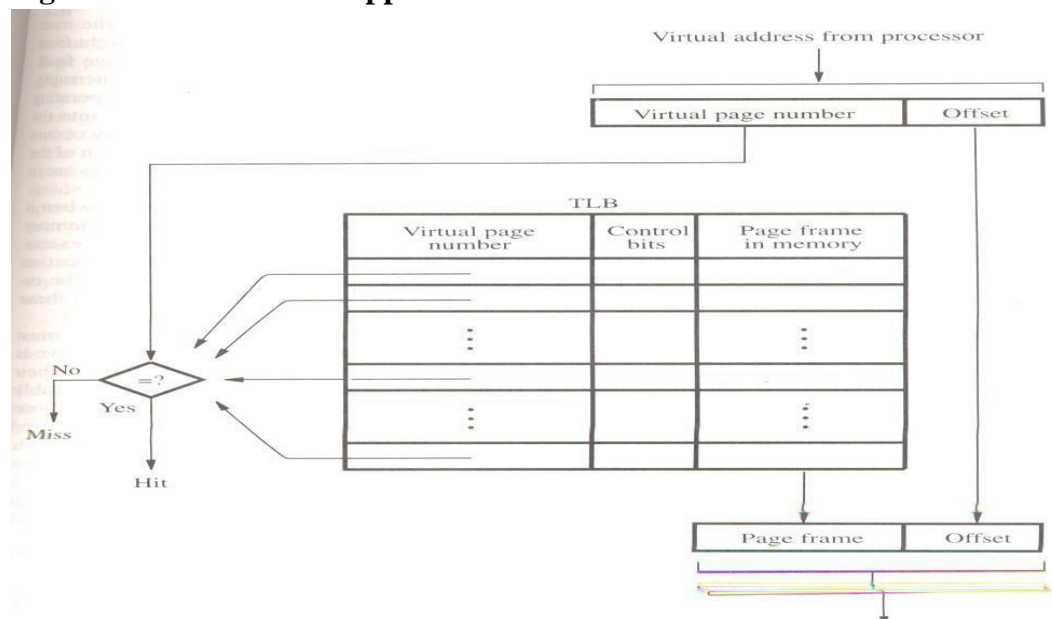 Virtual address from processor
Virtual page number Offset
TLB
Virtual page number Control bits Page frame in memory
No
=?
Yes
Miss
Hit
Page frame Offset